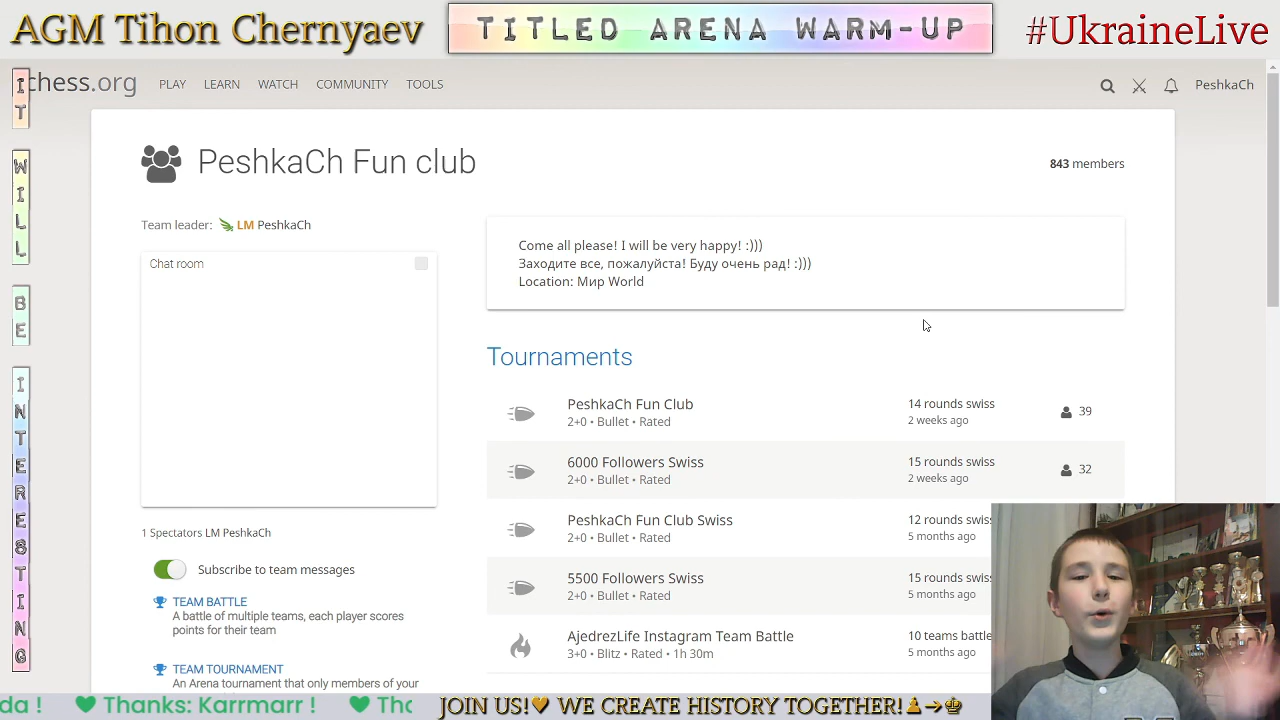 AGM Tihon Chernyaev
TITLED ARENA WARM-UP
#UkraineLive
IT WILL BE INTERESTING
chess.org
PLAY LEARN WATCH COMMUNITY TOOLS
PeshkaCh
PeshkaCh Fun club
843 members
Team leader: LM PeshkaCh
Chat room
Come all please! I will be very happy! :)))
Заходите все, пожалуйста! Буду очень рад! :)))
Location: Мир World
Tournaments
PeshkaCh Fun Club 14 rounds swiss 39
2+0 • Bullet • Rated 2 weeks ago
6000 Followers Swiss 15 rounds swiss 32
2+0 • Bullet • Rated 2 weeks ago
PeshkaCh Fun Club Swiss 12 rounds swiss
2+0 • Bullet • Rated 5 months ago
5500 Followers Swiss 15 rounds swiss
2+0 • Bullet • Rated 5 months ago
AjedrezLife Instagram Team Battle 10 teams battle
3+0 • Blitz • Rated • 1h 30m 5 months ago
1 Spectators LM PeshkaCh
Subscribe to team messages
TEAM BATTLE
A battle of multiple teams, each player scores
points for their team
TEAM TOURNAMENT
An Arena tournament that only members of your
da ! Thanks: Karrmarr !
JOIN US! WE CREATE HISTORY TOGETHER!